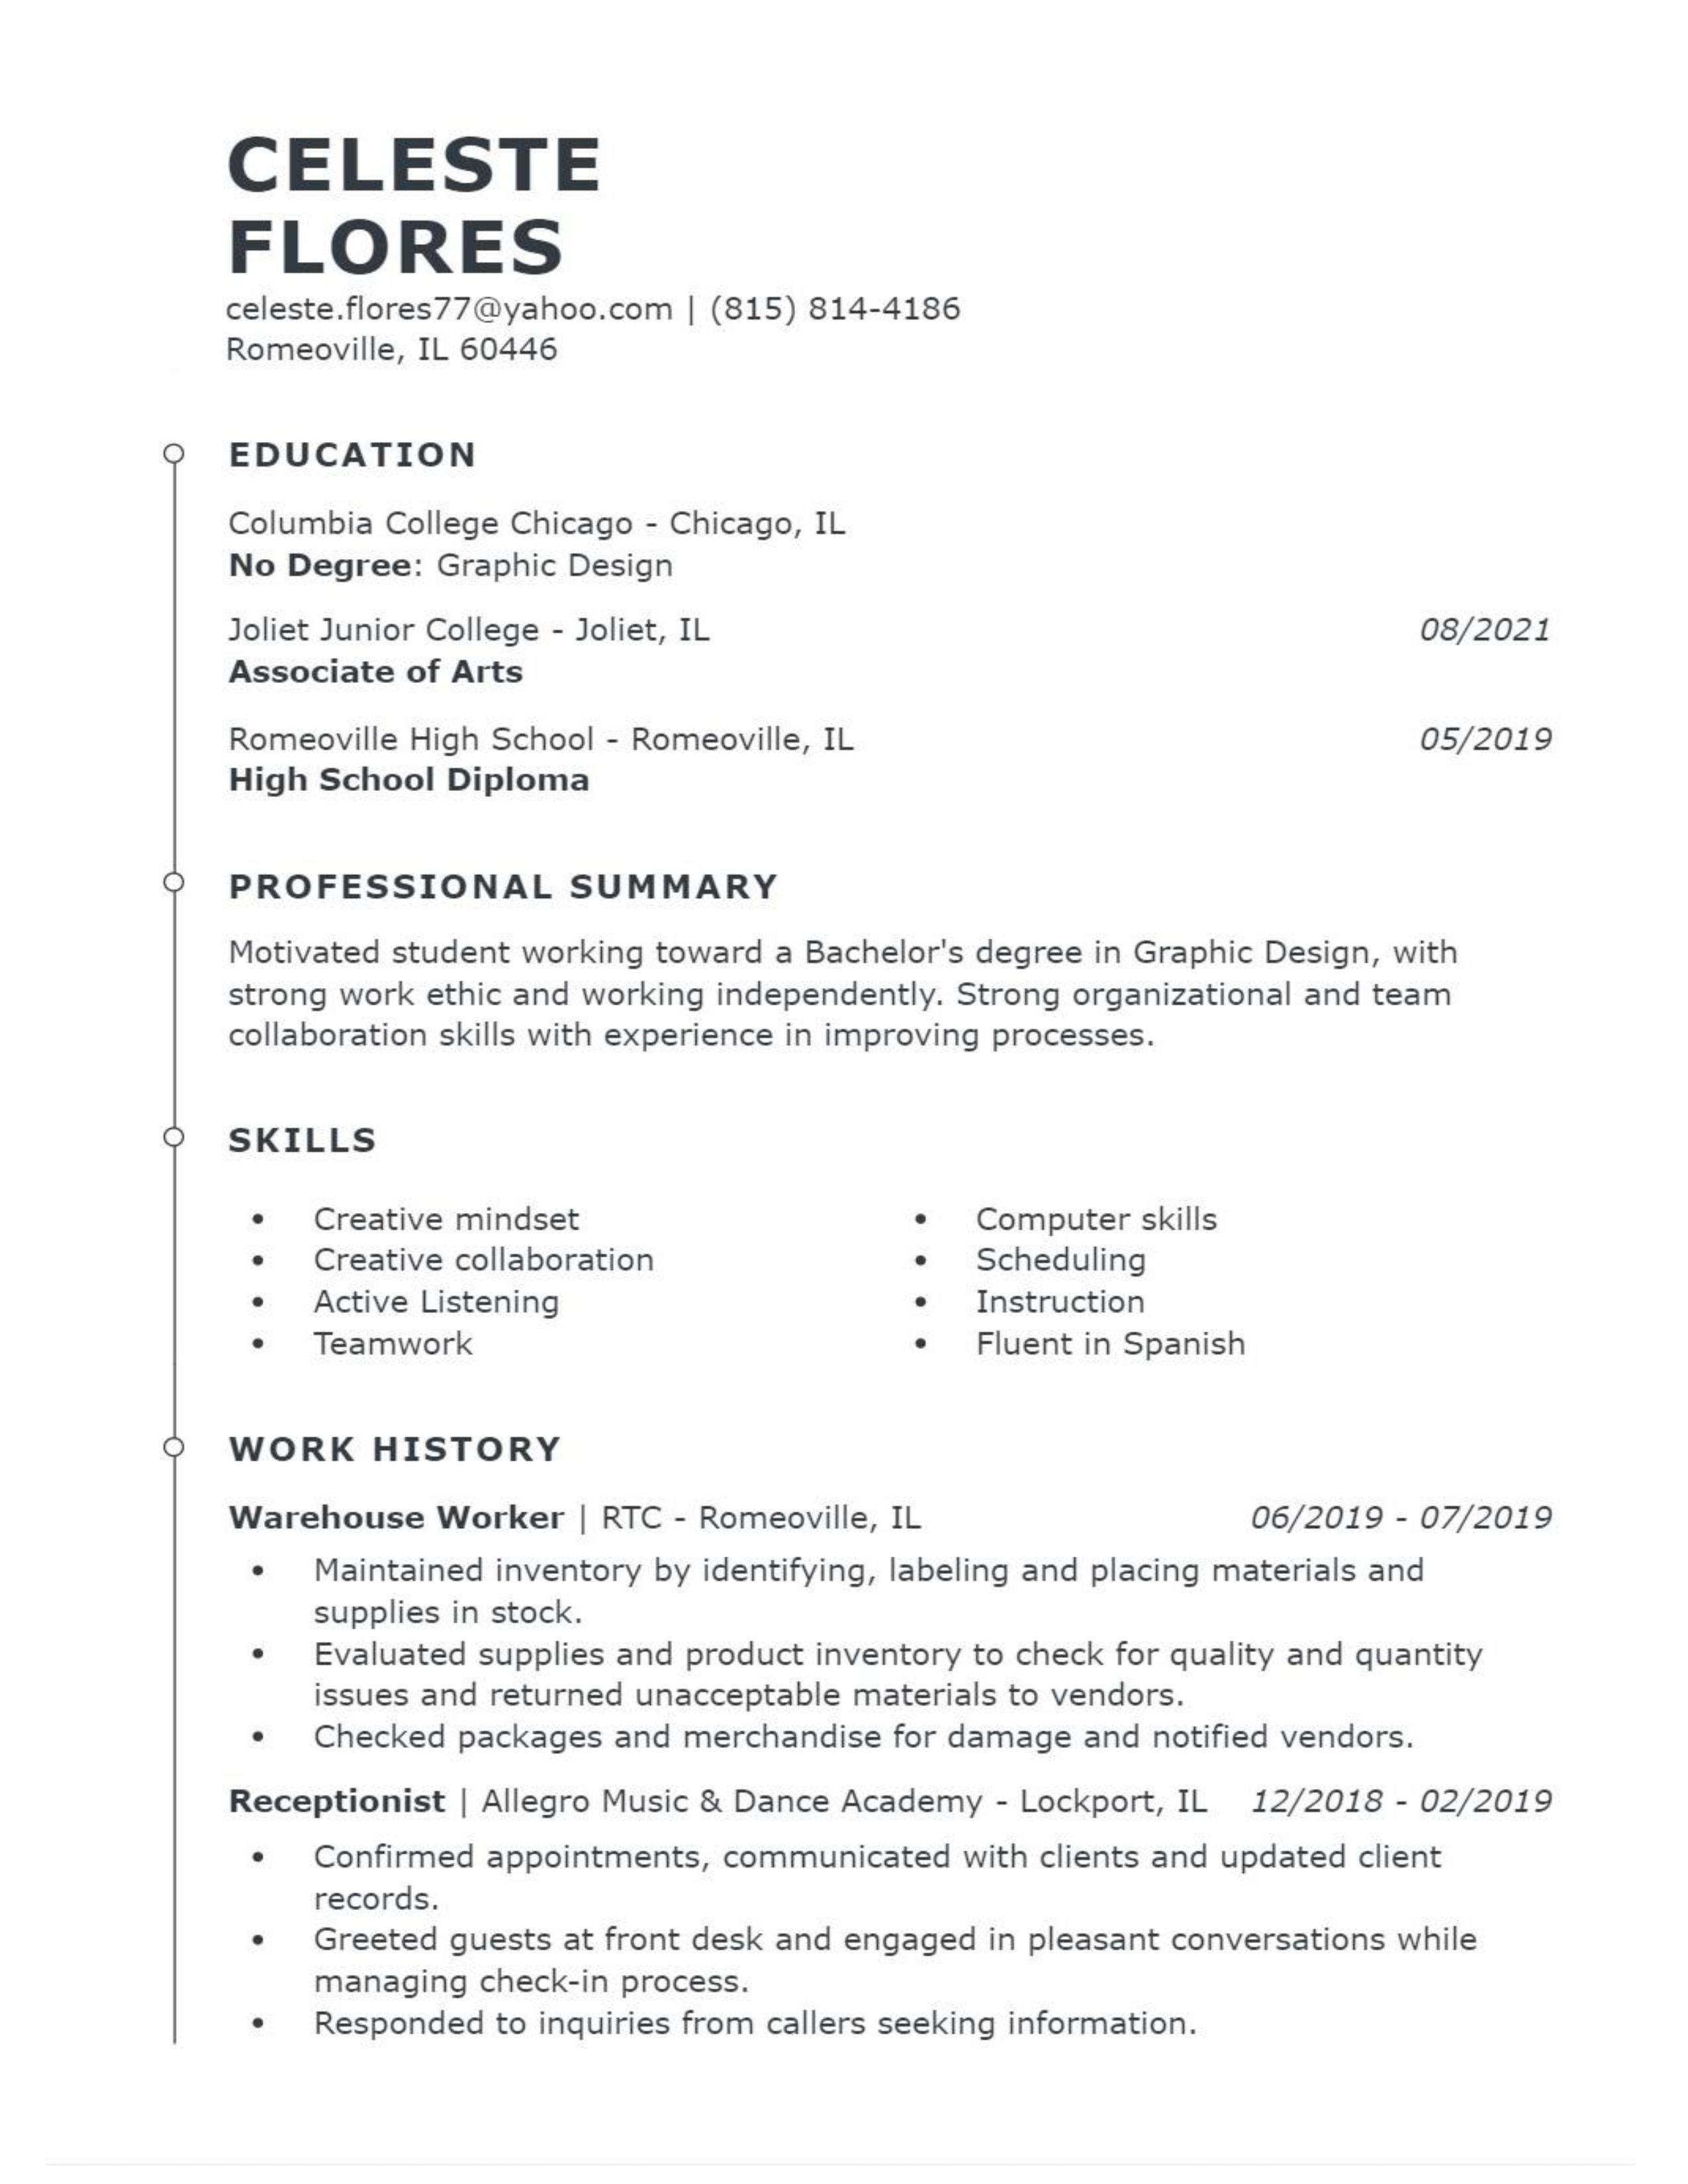 CELESTE
FLORES
celeste.flores77@yahoo.com | (815) 814-4186
Romeoville, IL 60446
EDUCATION
Columbia College Chicago - Chicago, IL
No Degree: Graphic Design
Joliet Junior College - Joliet, IL 08/2021
Associate of Arts
Romeoville High School - Romeoville, IL 05/2019
High School Diploma
PROFESSIONAL SUMMARY
Motivated student working toward a Bachelor's degree in Graphic Design, with
strong work ethic and working independently. Strong organizational and team
collaboration skills with experience in improving processes.
SKILLS
• Creative mindset
• Creative collaboration
• Active Listening
• Teamwork
• Computer skills
• Scheduling
• Instruction
• Fluent in Spanish
WORK HISTORY
Warehouse Worker | RTC - Romeoville, IL 06/2019 - 07/2019
• Maintained inventory by identifying, labeling and placing materials and
supplies in stock.
• Evaluated supplies and product inventory to check for quality and quantity
issues and returned unacceptable materials to vendors.
• Checked packages and merchandise for damage and notified vendors.
Receptionist | Allegro Music & Dance Academy - Lockport, IL 12/2018 - 02/2019
• Confirmed appointments, communicated with clients and updated client
records.
• Greeted guests at front desk and engaged in pleasant conversations while
managing check-in process.
• Responded to inquiries from callers seeking information.